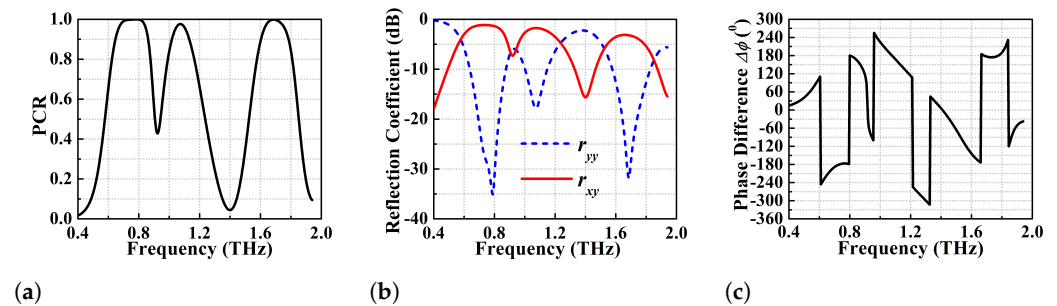 PCR
1.0
0.8
0.6
0.4
0.2
0.0
0.4 0.8 1.2 1.6 2.0
Frequency (THz)
(a)
Reflection Coefficient (dB)
0
-10
-20
-30
-40
r_yy
r_xy
0.4 0.8 1.2 1.6 2.0
Frequency (THz)
(b)
Phase Difference Δϕ(⁰)
300
240
180
120
60
0
-60
-120
-180
-240
-300
-360
0.4 0.8 1.2 1.6 2.0
Frequency (THz)
(c)